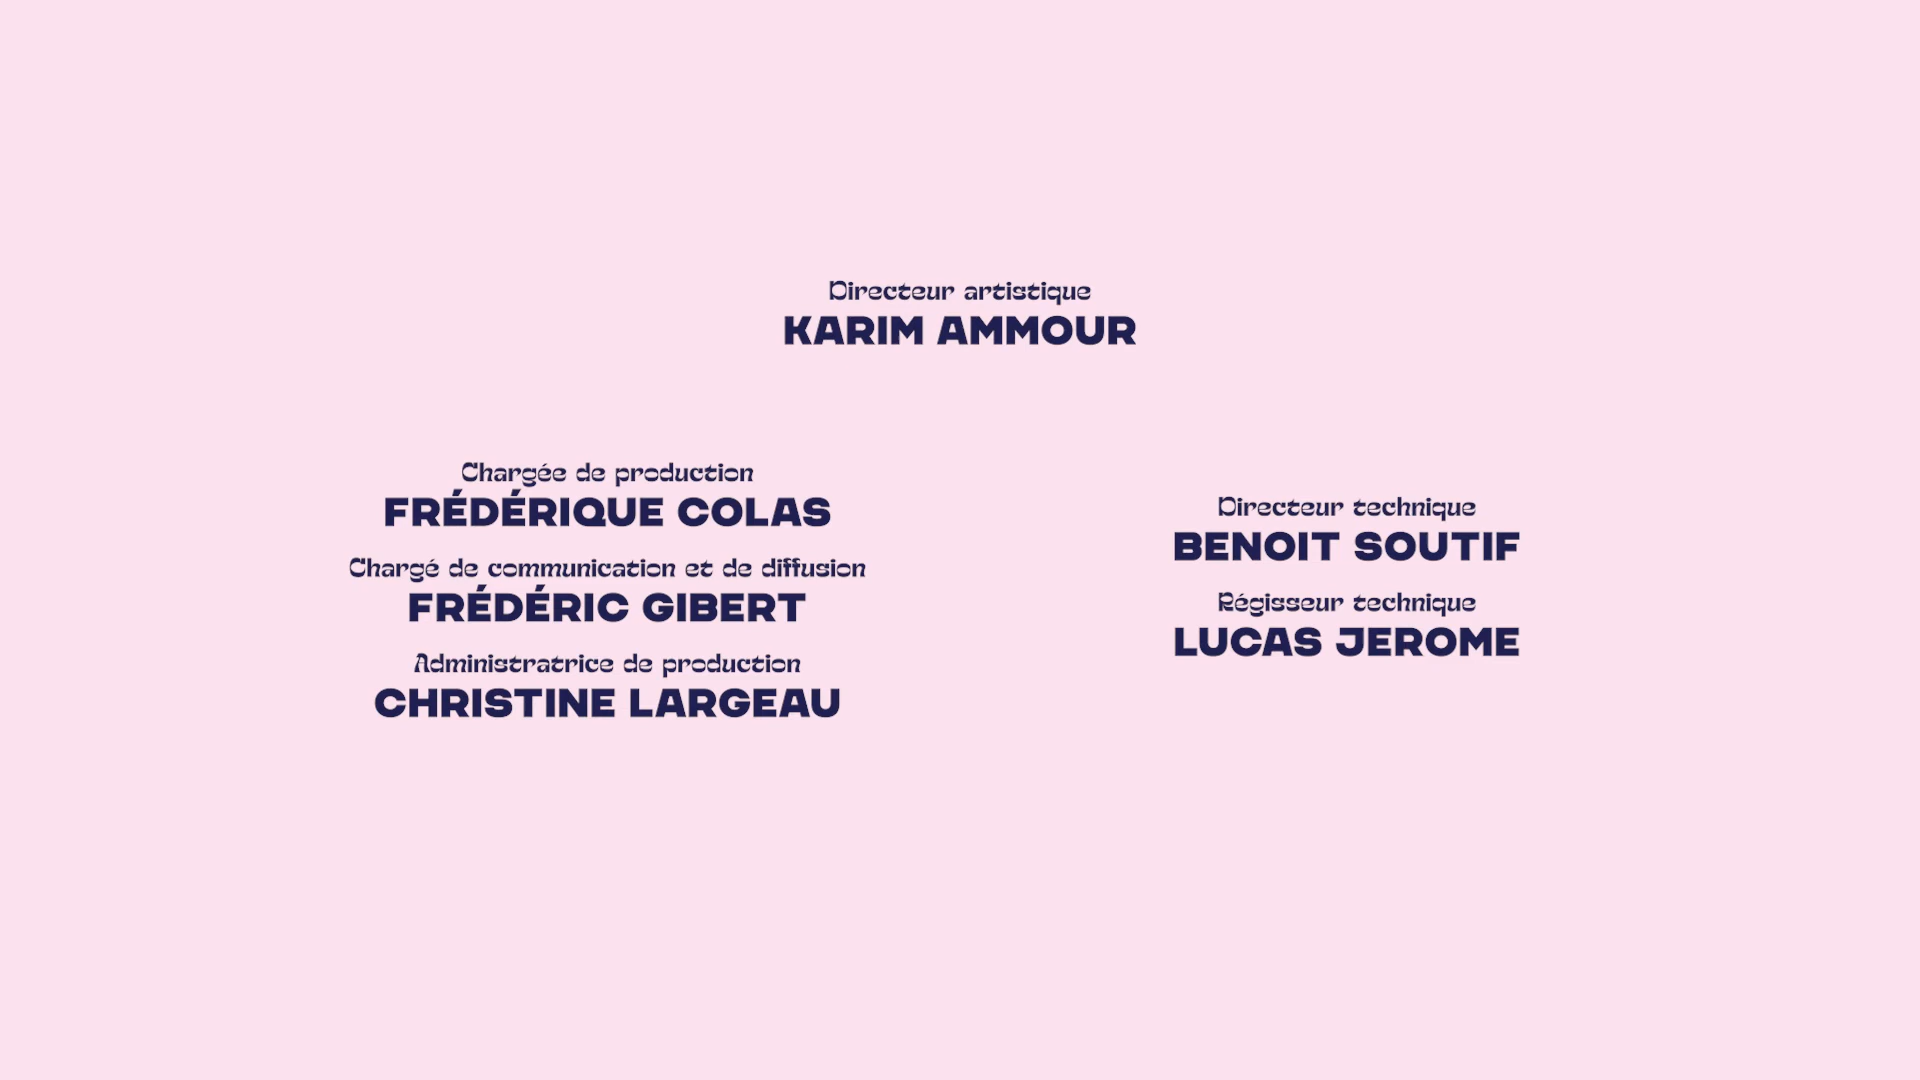 Directeur artistique
KARIM AMMOUR
Chargée de production
FRÉDÉRIQUE COLAS
Chargé de communication et de diffusion
FRÉDÉRIC GIBERT
Administratrice de production
CHRISTINE LARGEAU
Directeur technique
BENOIT SOUTIF
Régisseur technique
LUCAS JEROME